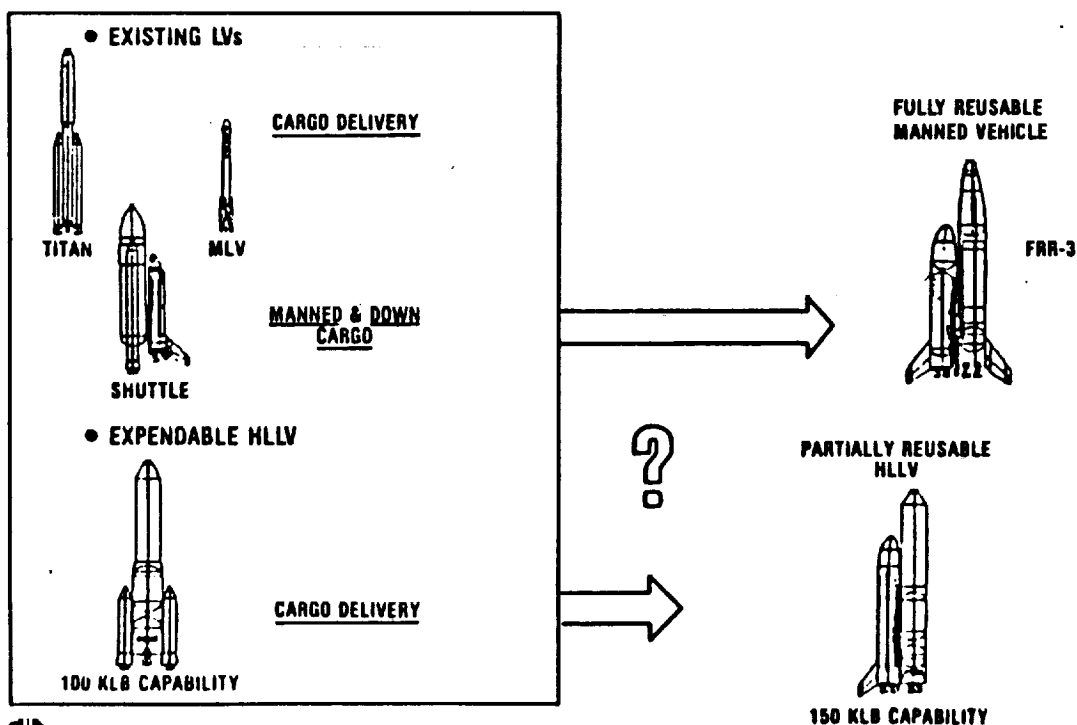 ● EXISTING LVs
CARGO DELIVERY
TITAN
MLV
MANNED & DOWN
CARGO
SHUTTLE
● EXPENDABLE HLLV
CARGO DELIVERY
100 KLB CAPABILITY
?
FULLY REUSABLE
MANNED VEHICLE
FRR-3
PARTIALLY REUSABLE
HLLV
150 KLB CAPABILITY